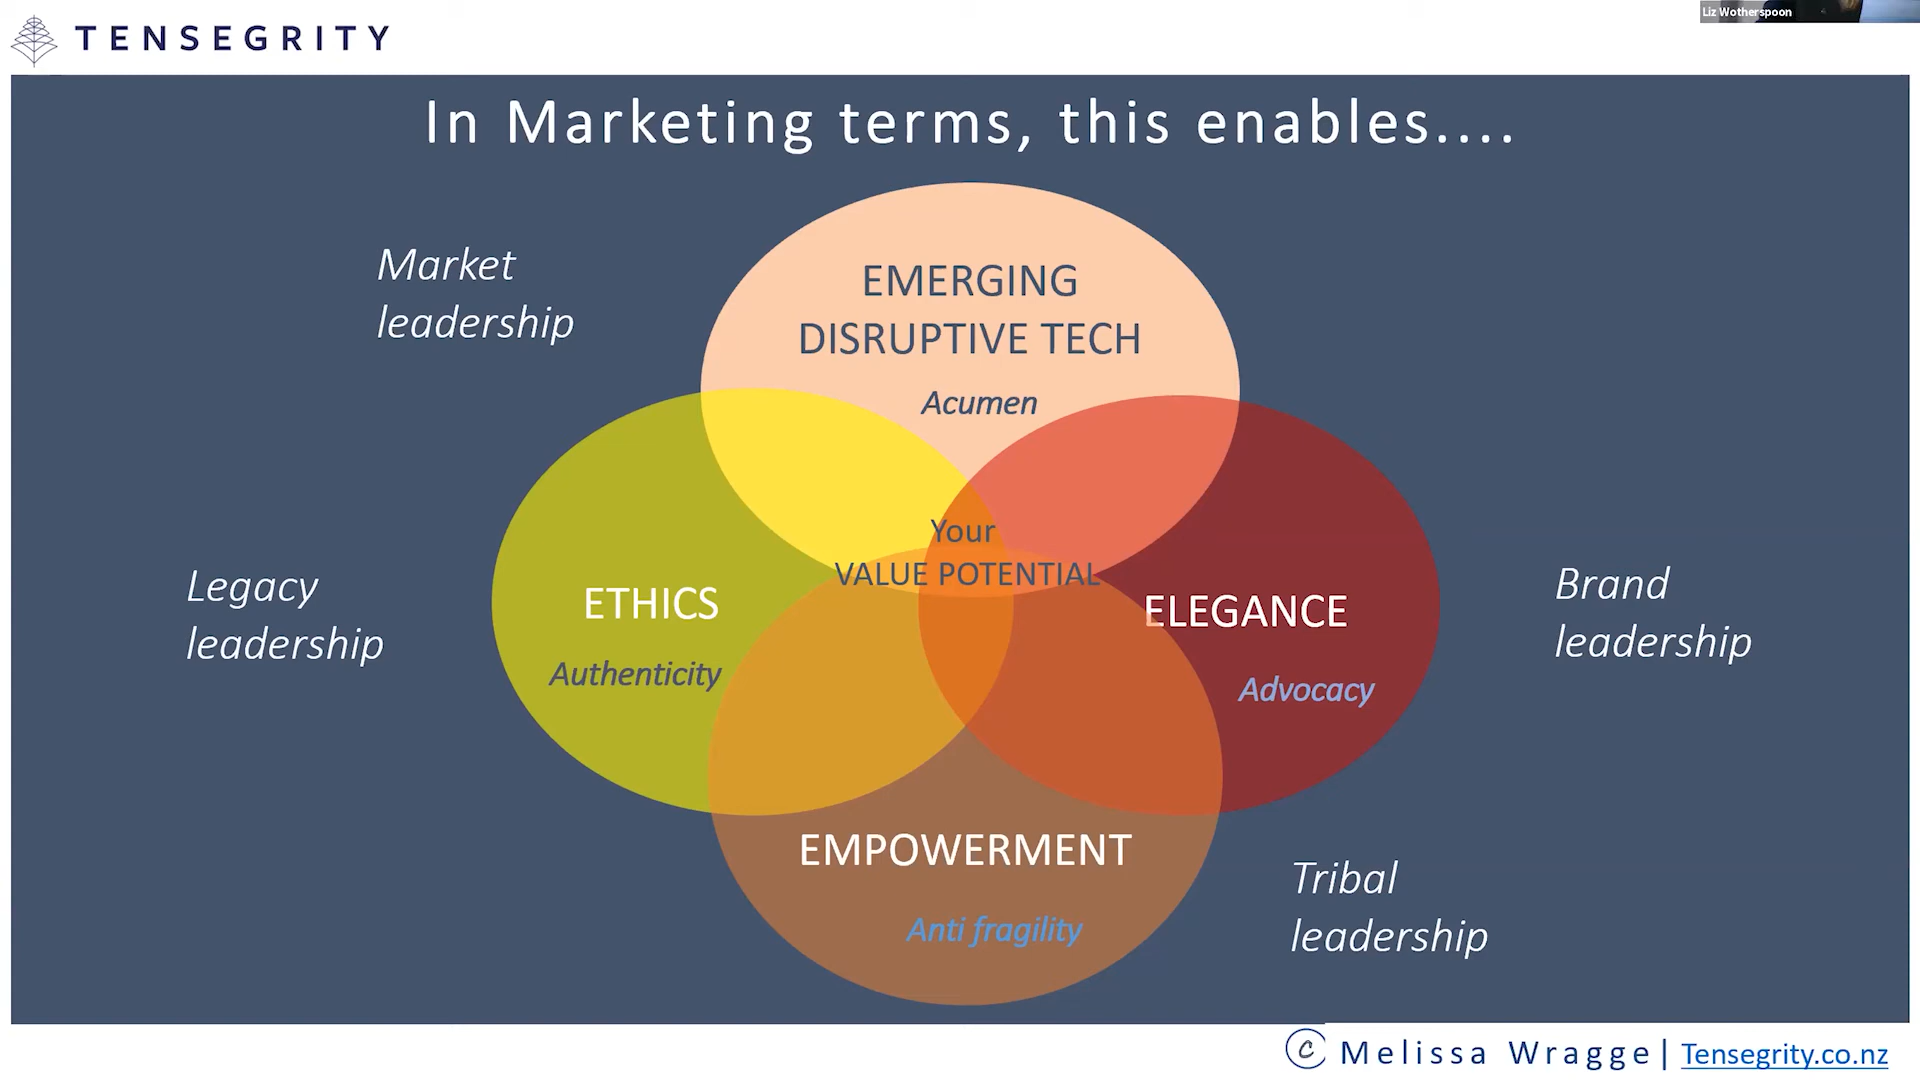 Liz Wotherspoon
TENSEGRITY
In Marketing terms, this enables....
Market
leadership
EMERGING
DISRUPTIVE TECH
Acumen
Your
VALUE POTENTIAL
Legacy
leadership
ETHICS
Authenticity
ELEGANCE
Advocacy
Brand
leadership
EMPOWERMENT
Anti fragility
Tribal
leadership
© Melissa Wragge| Tensegrity.co.nz